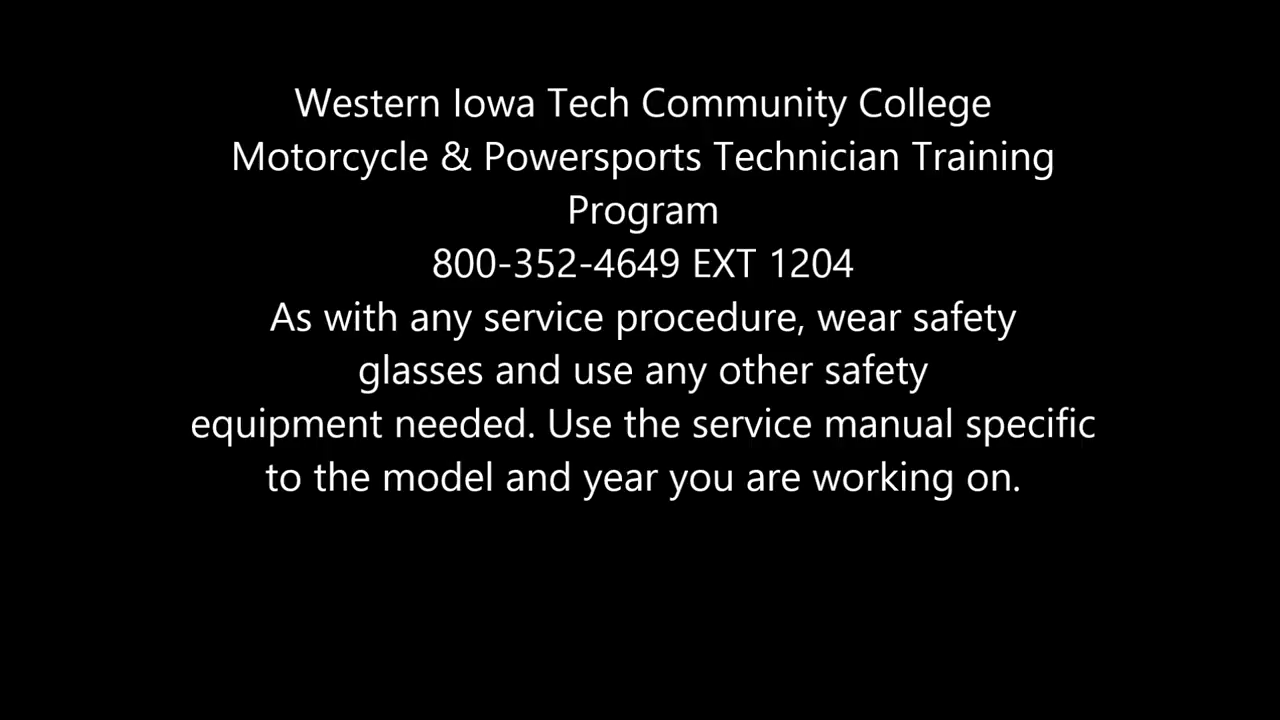 Western Iowa Tech Community College
Motorcycle & Powersports Technician Training
Program
800-352-4649 EXT 1204
As with any service procedure, wear safety
glasses and use any other safety
equipment needed. Use the service manual specific
to the model and year you are working on.